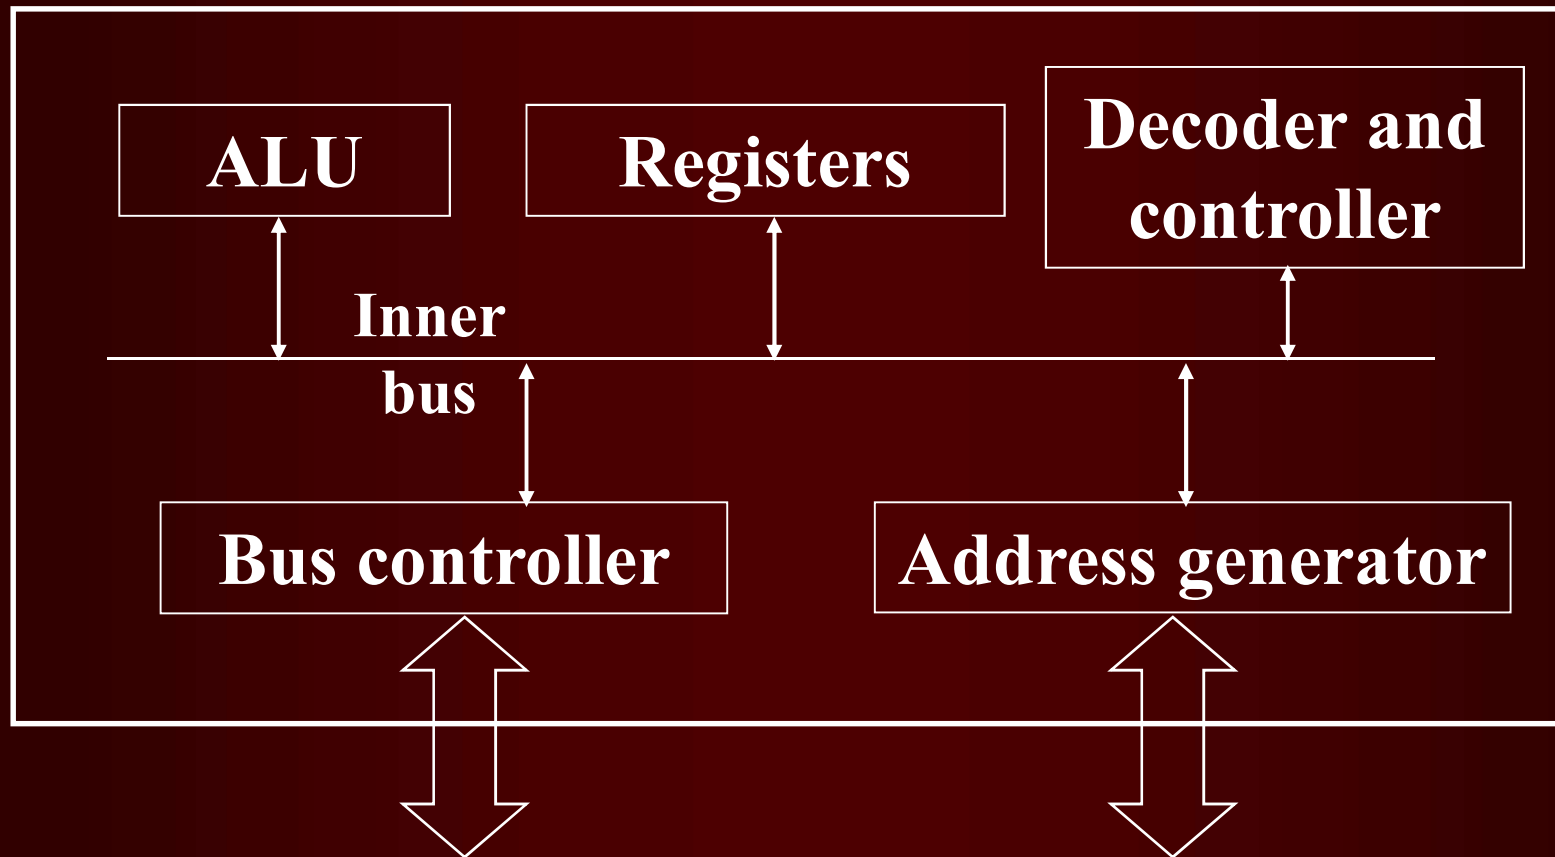 ALU
Registers
Decoder and
controller
Inner
bus
Bus controller
Address generator